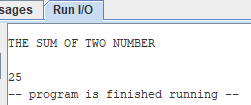 sages Run I/O
THE SUM OF TWO NUMBER
25
-- program is finished running --